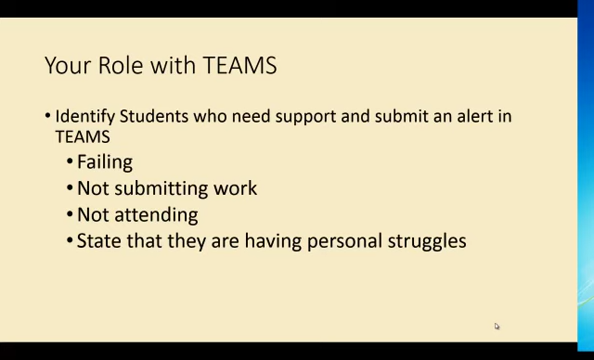 Your Role with TEAMS
• Identify Students who need support and submit an alert in
TEAMS
• Failing
• Not submitting work
• Not attending
• State that they are having personal struggles